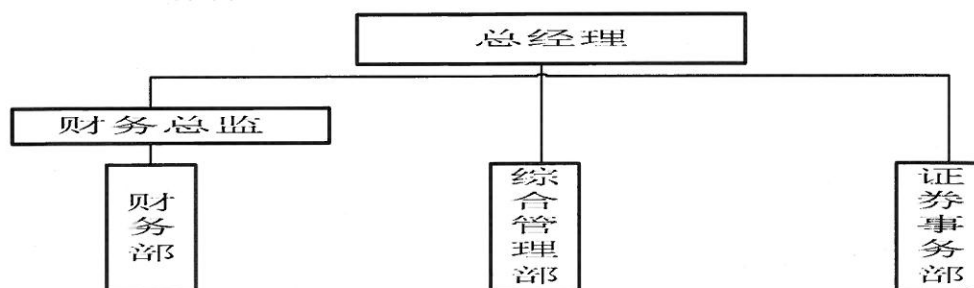 总经理
财务总监
财务部
综合管理部
证券事务部